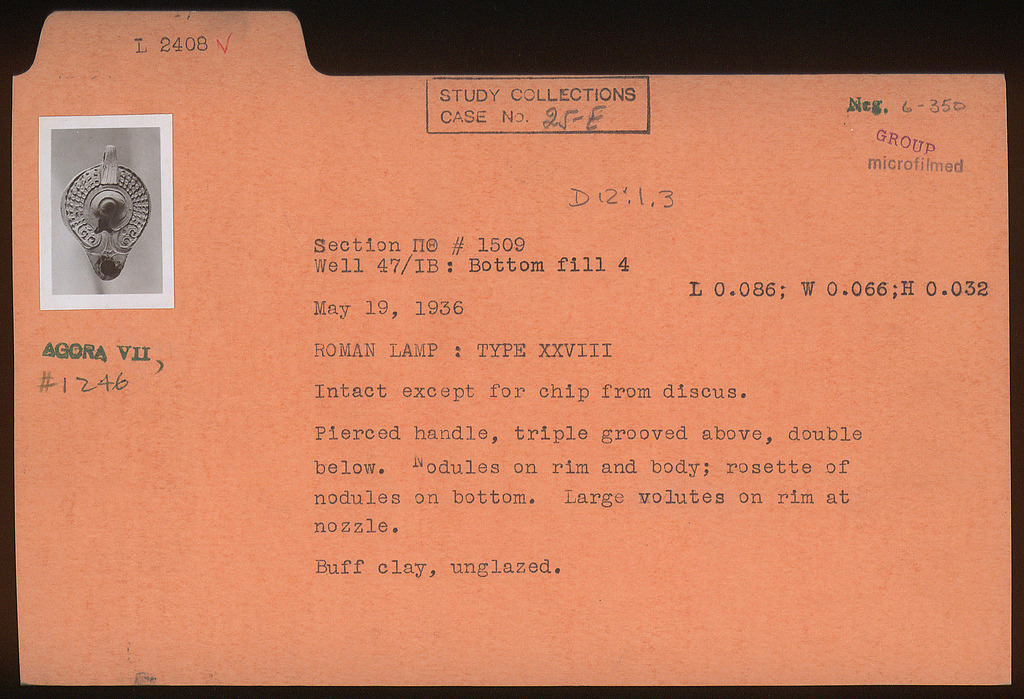 L 2408 ✓
STUDY COLLECTIONS
CASE No. 25-E
Neg. 6-350
GROUP
microfilmed
D 12':1.3
Section ΠΘ # 1509
Well 47/IB: Bottom fill 4
L 0.086; W 0.066;H 0.032
May 19, 1936
AGORA VII,
#1246
ROMAN LAMP : TYPE XXVIII
Intact except for chip from discus.
Pierced handle, triple grooved above, double
below. Nodules on rim and body; rosette of
nodules on bottom. Large volutes on rim at
nozzle.
Buff clay, unglazed.